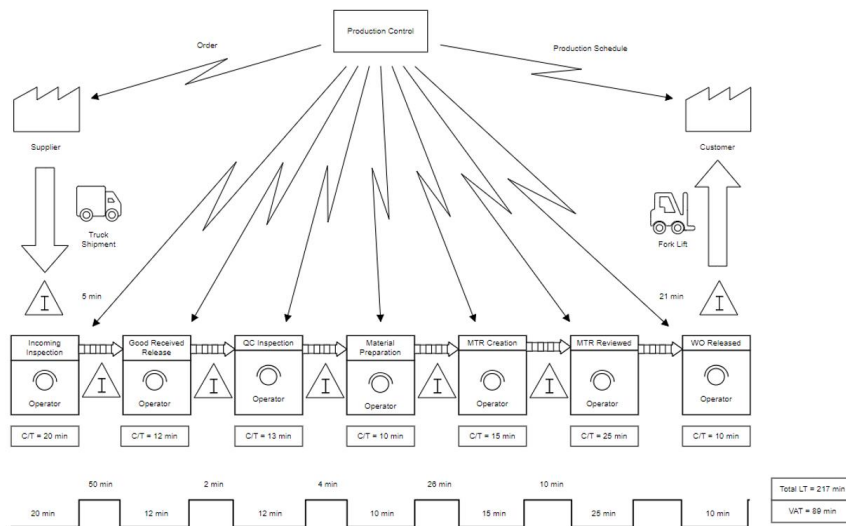 Production Control
Order
Production Schedule
Supplier
Customer
Truck
Shipment
Fork Lift
I
5 min
21 min
I
Incoming
Inspection
Good Received
Release
QC Inspection
Material
Preparation
MTR Creation
MTR Reviewed
WO Released
I
I
I
I
I
Operator
Operator
Operator
Operator
Operator
Operator
Operator
C/T = 20 min
C/T = 12 min
C/T = 13 min
C/T = 10 min
C/T = 15 min
C/T = 25 min
C/T = 10 min
50 min
2 min
4 min
26 min
10 min
Total LT = 217 min
20 min
12 min
12 min
10 min
15 min
25 min
10 min
VAT = 89 min